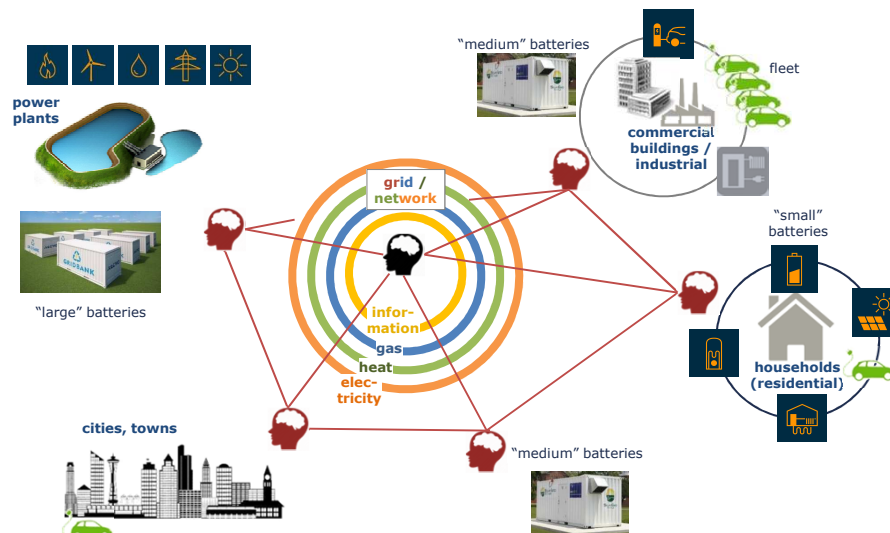 "medium" batteries
fleet
power
plants
commercial
buildings /
industrial
grid /
network
"small"
batteries
GRIDBANK
"large" batteries
infor-
mation
gas
heat
elec-
tricity
households
(residential)
cities, towns
"medium" batteries